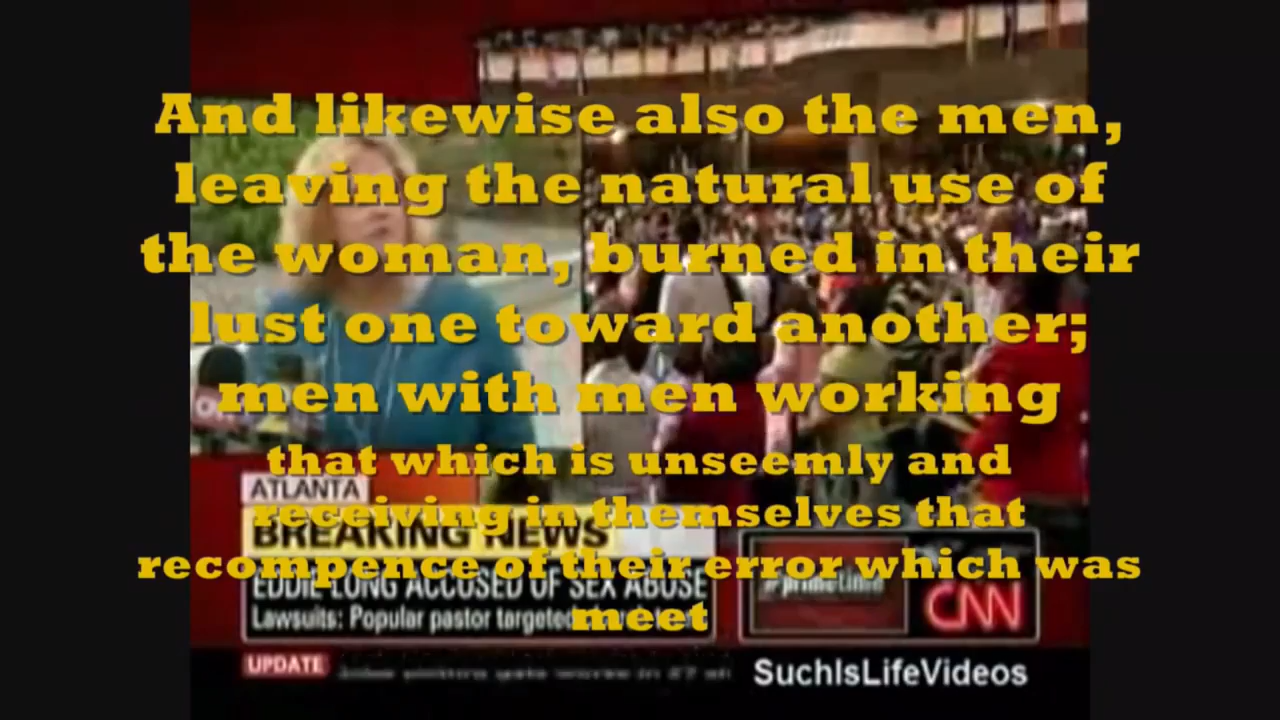 And likewise also the men,
leaving the natural use of
the woman, burned in their
lust one toward another;
men with men working
that which is unseemly and
receiving in themselves that
recompence of their error which was
meet
ATLANTA
BREAKING NEWS
EDDIE LONG ACCUSED OF SEX ABUSE
Lawsuits: Popular pastor targeted
#primetime
CNN
UPDATE
SuchIsLifeVideos